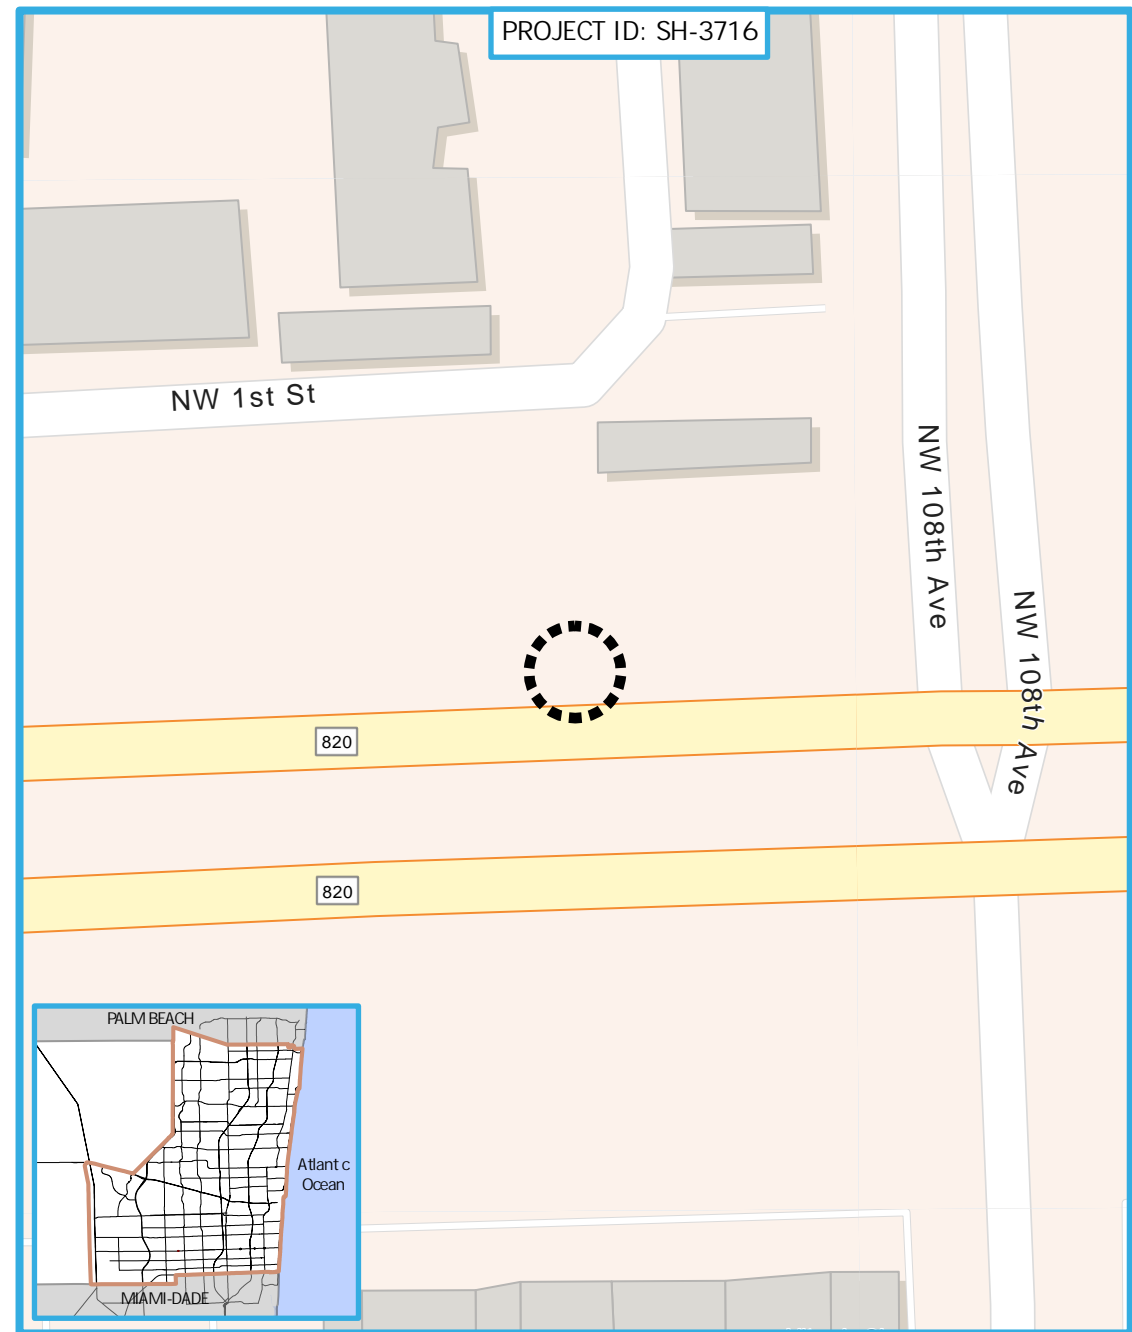 PROJECT ID: SH-3716
NW 1st St
NW 108th Ave
NW 108th Ave
820
820
PALM BEACH
Atlant c
Ocean
MIAMI-DADE